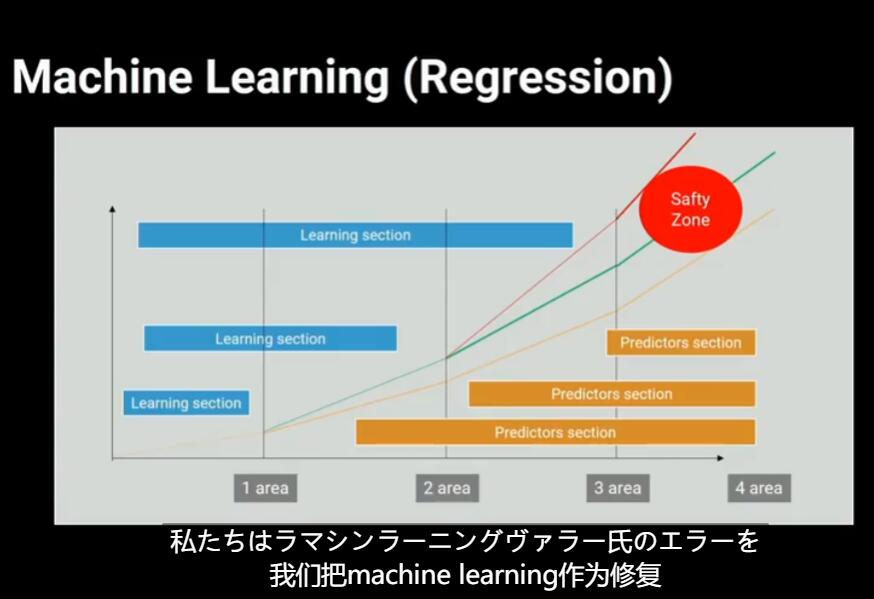 Machine Learning (Regression)
Safty
Zone
Learning section
Learning section
Predictors section
Predictors section
Learning section
Predictors section
1 area
2 area
3 area
4 area
私たちはラマシンラーニングヴァラー氏のエラーを
我们把machine learning作为修复